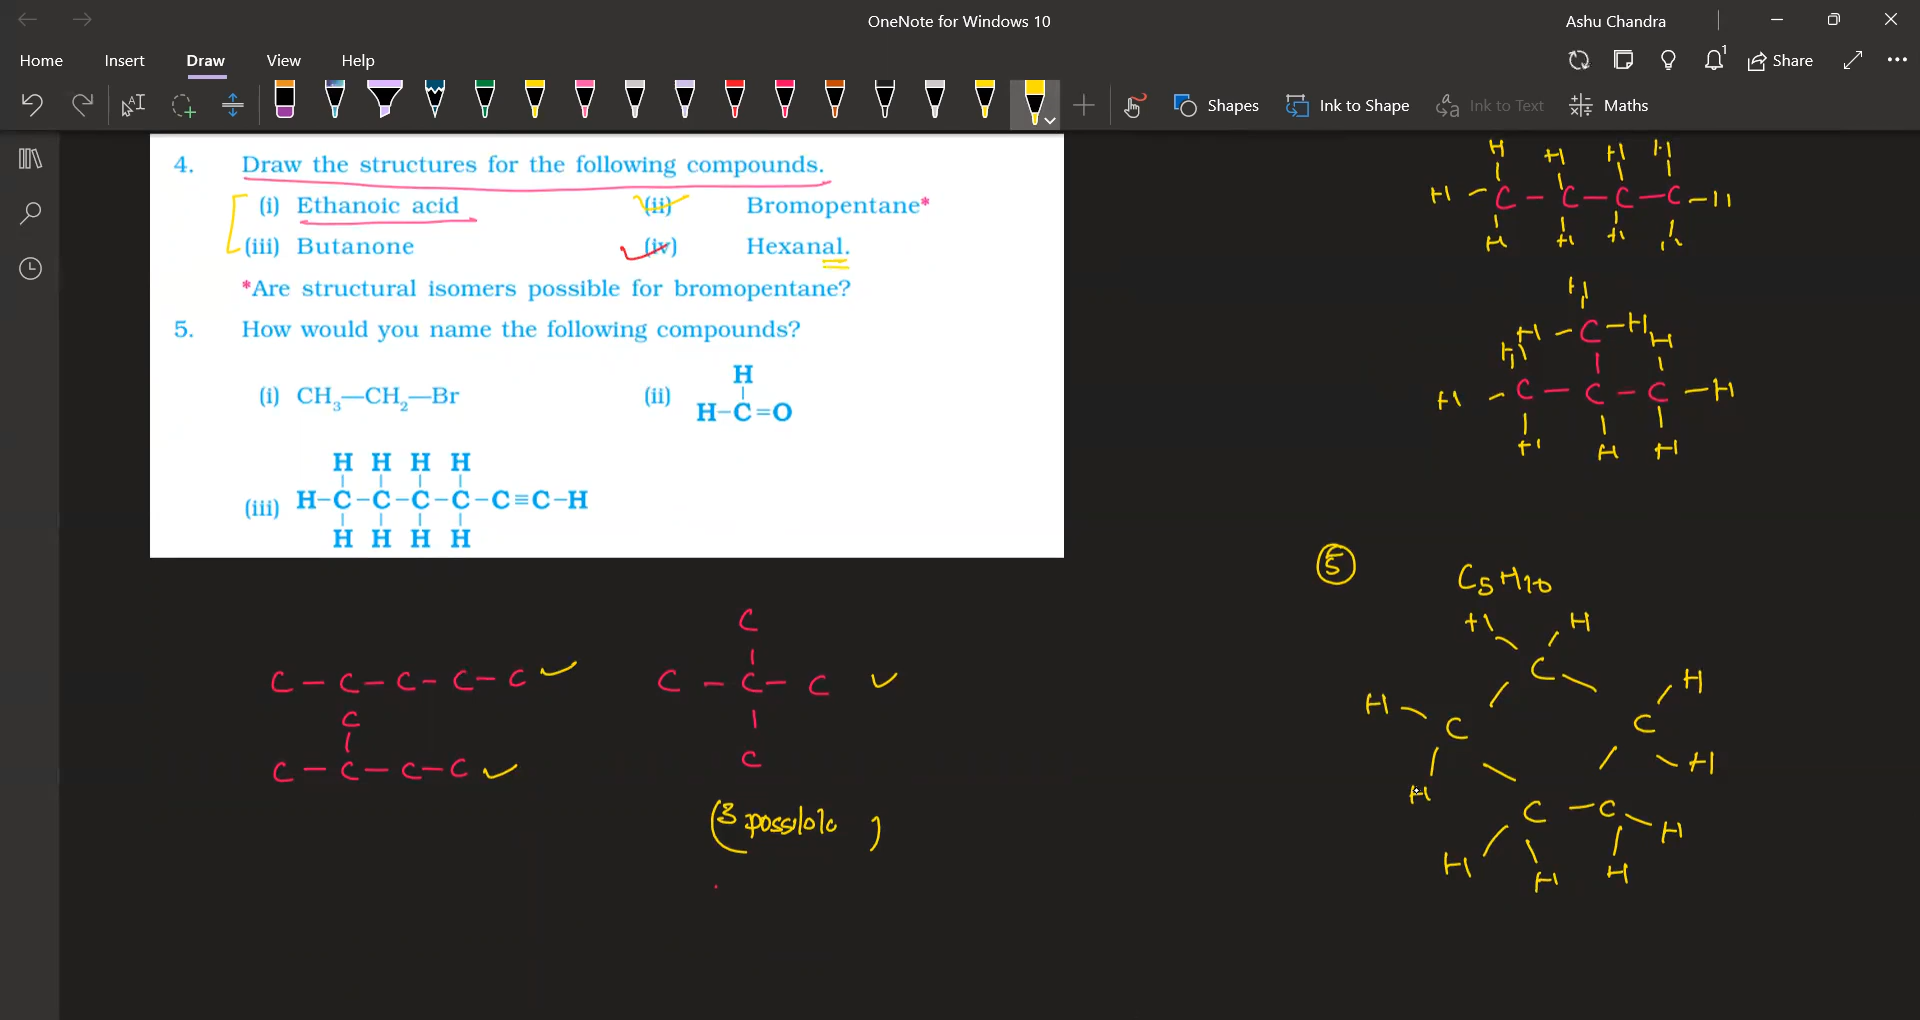 OneNote for Windows 10
Ashu Chandra
Home Insert Draw View Help
1
Share
Shapes Ink to Shape Ink to Text Maths
4. Draw the structures for the following compounds.
(i) Ethanoic acid (ii) Bromopentane*
(iii) Butanone (iv) Hexanal.
*Are structural isomers possible for bromopentane?
5. How would you name the following compounds?
(i) CH₃—CH₂—Br (ii) H
H–C=O
H H H H
(iii) H–C–C–C–C–C≡C–H
H H H H
C – C – C – C – C
C
C – C – C – C
C
C – C – C
C
(3 possible)
H H H H
H – C – C – C – C – H
H H H H
H
H – C – H
H H
H – C – C – C – H
H H H
5
C5H10
H H
C
H C C H
H H
C – C H
H H H